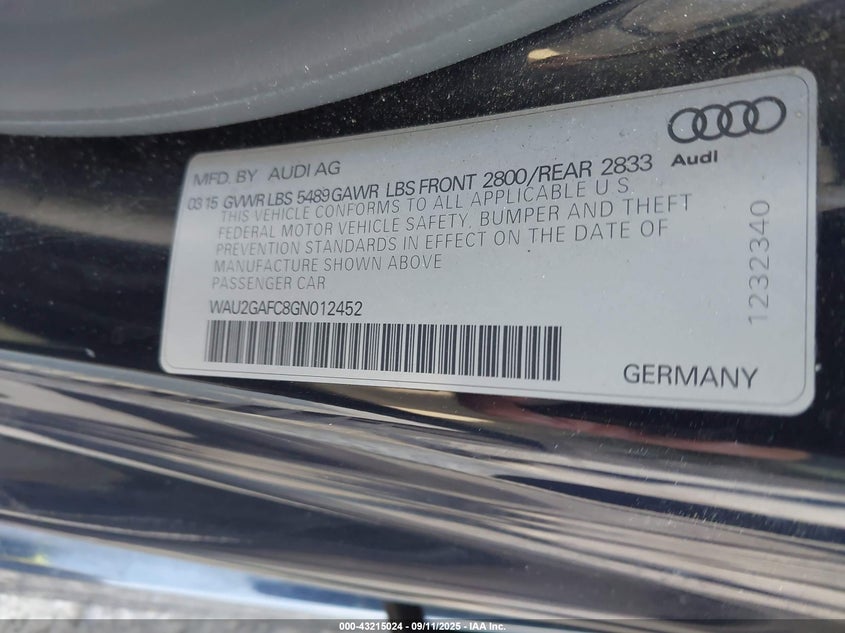 MFD. BY AUDI AG
Audi
03 15 GVWR LBS 5489 GAWR LBS FRONT 2800/REAR 2833
THIS VEHICLE CONFORMS TO ALL APPLICABLE U S
FEDERAL MOTOR VEHICLE SAFETY, BUMPER AND THEFT
PREVENTION STANDARDS IN EFFECT ON THE DATE OF
MANUFACTURE SHOWN ABOVE
PASSENGER CAR
WAU2GAFC8GN012452
1232340
GERMANY
000-43215024 - 09/11/2025 - IAA Inc.